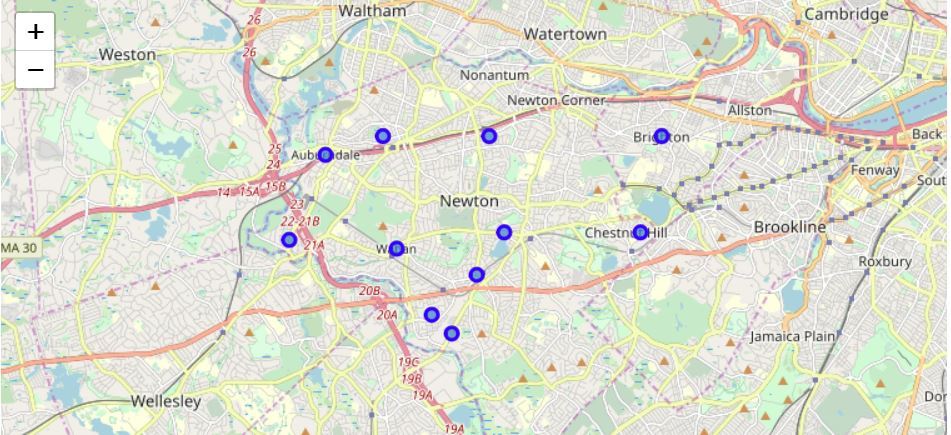 +
−
26
Waltham
Cambridge
Watertown
26
Weston
Nonantum
Newton Corner
Allston
Back
Brighton
25
Auburndale
24
Fenway
14-15A
15B
South
23
Newton
22-21B
Chestnut Hill
Brookline
MA 30
21A
Waban
Roxbury
20B
20A
Jamaica Plain
19C
19B
19A
Wellesley
Dor
19A